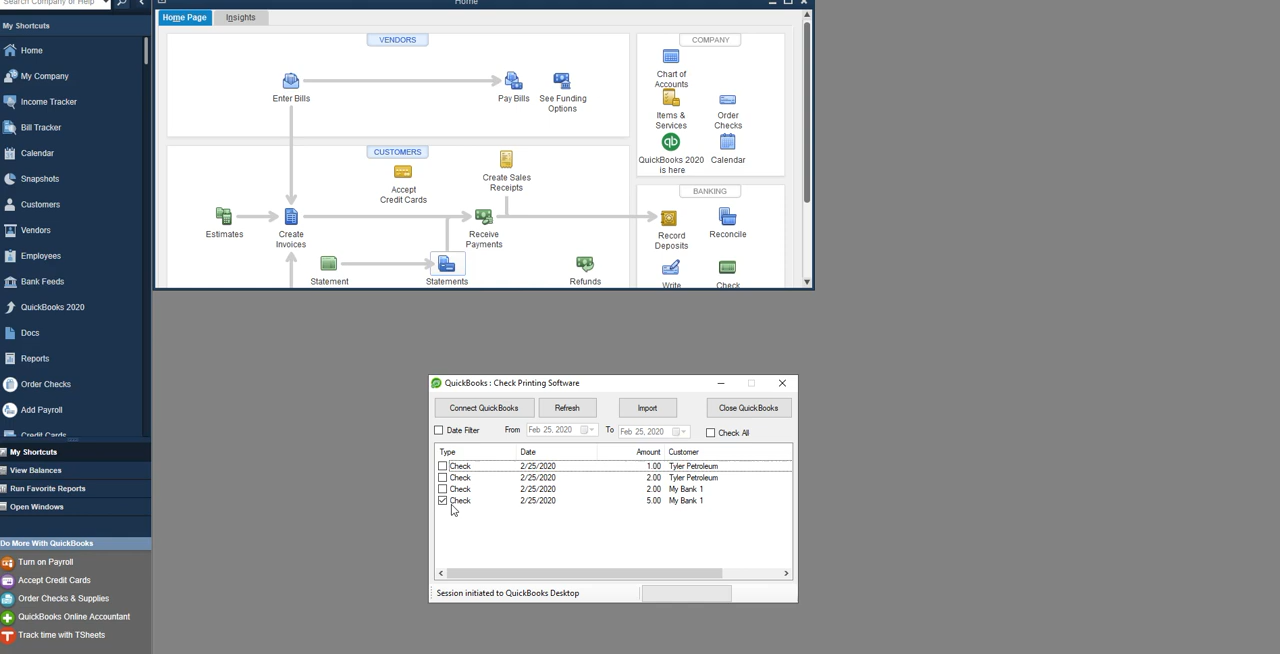 Search Company or Help
My Shortcuts
Home
My Company
Income Tracker
Bill Tracker
Calendar
Snapshots
Customers
Vendors
Employees
Bank Feeds
QuickBooks 2020
Docs
Reports
Order Checks
Add Payroll
Credit Cards
My Shortcuts
View Balances
Run Favorite Reports
Open Windows
Do More With QuickBooks
Turn on Payroll
Accept Credit Cards
Order Checks & Supplies
QuickBooks Online Accountant
Track time with TSheets
Home
Home Page
Insights
VENDORS
Enter Bills
Pay Bills
See Funding
Options
CUSTOMERS
Accept
Credit Cards
Create Sales
Receipts
Estimates
Create
Invoices
Receive
Payments
Statement
Statements
Refunds
COMPANY
Chart of
Accounts
Items &
Services
Order
Checks
qb
QuickBooks 2020
is here
Calendar
BANKING
Record
Deposits
Reconcile
Write
Check
QuickBooks : Check Printing Software
Connect QuickBooks
Refresh
Import
Close QuickBooks
Date Filter From Feb 25, 2020 To Feb 25, 2020 Check All
Type Date Amount Customer
Check 2/25/2020 1.00 Tyler Petroleum
Check 2/25/2020 2.00 Tyler Petroleum
Check 2/25/2020 2.00 My Bank 1
Check 2/25/2020 5.00 My Bank 1
Session initiated to QuickBooks Desktop